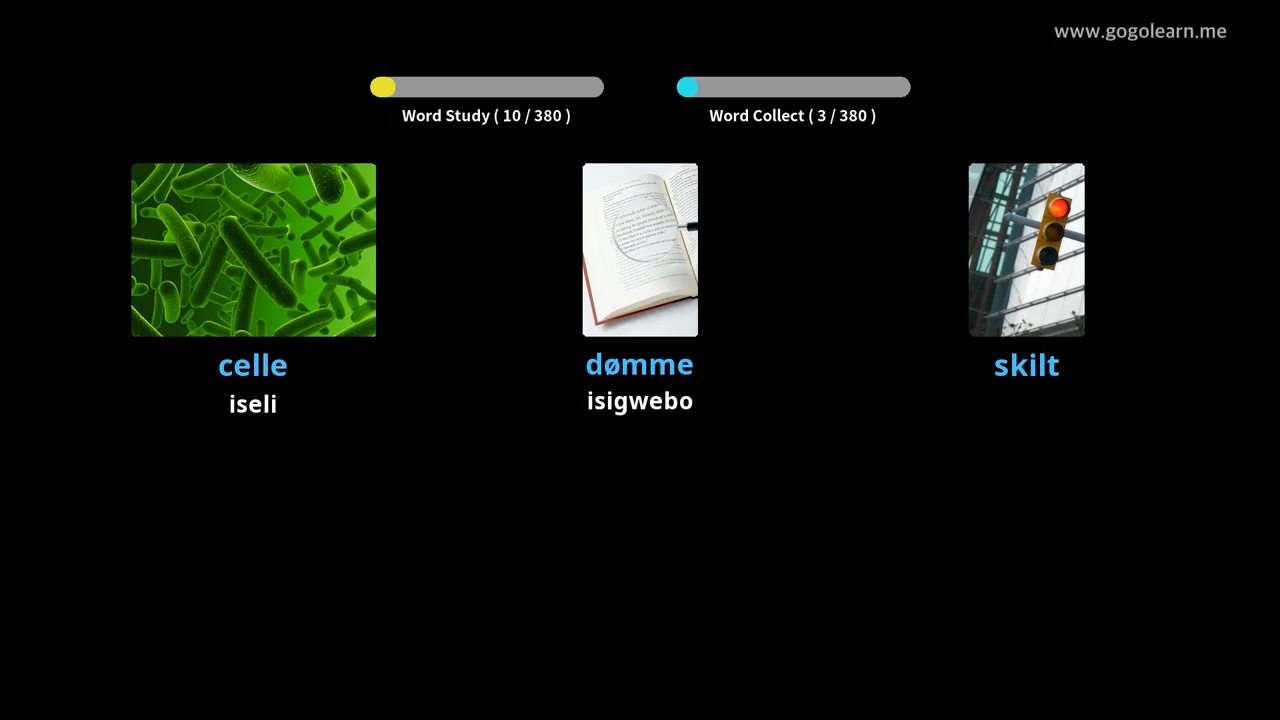 www.gogolearn.me
Word Study ( 10 / 380 )
Word Collect ( 3 / 380 )
celle
iseli
dømme
isigwebo
skilt